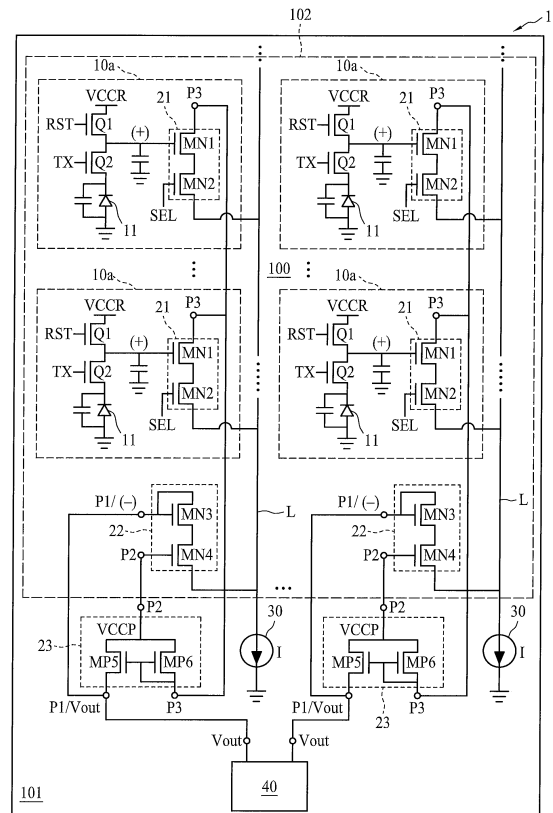 102
1
10a
P3
10a
P3
VCCR
21
VCCR
21
RST
Q1
(+)
MN1
RST
Q1
(+)
MN1
TX
Q2
MN2
TX
Q2
MN2
11
SEL
11
SEL
100
10a
P3
10a
P3
VCCR
21
VCCR
21
RST
Q1
(+)
MN1
RST
Q1
(+)
MN1
TX
Q2
MN2
TX
Q2
MN2
11
SEL
11
SEL
P1/ (−)
MN3
L
P1/ (−)
MN3
L
22
22
P2
MN4
P2
MN4
P2
30
P2
30
VCCP
VCCP
23
MP5
MP6
I
MP5
MP6
I
23
P1/Vout
P3
P1/Vout
P3
Vout
Vout
101
40